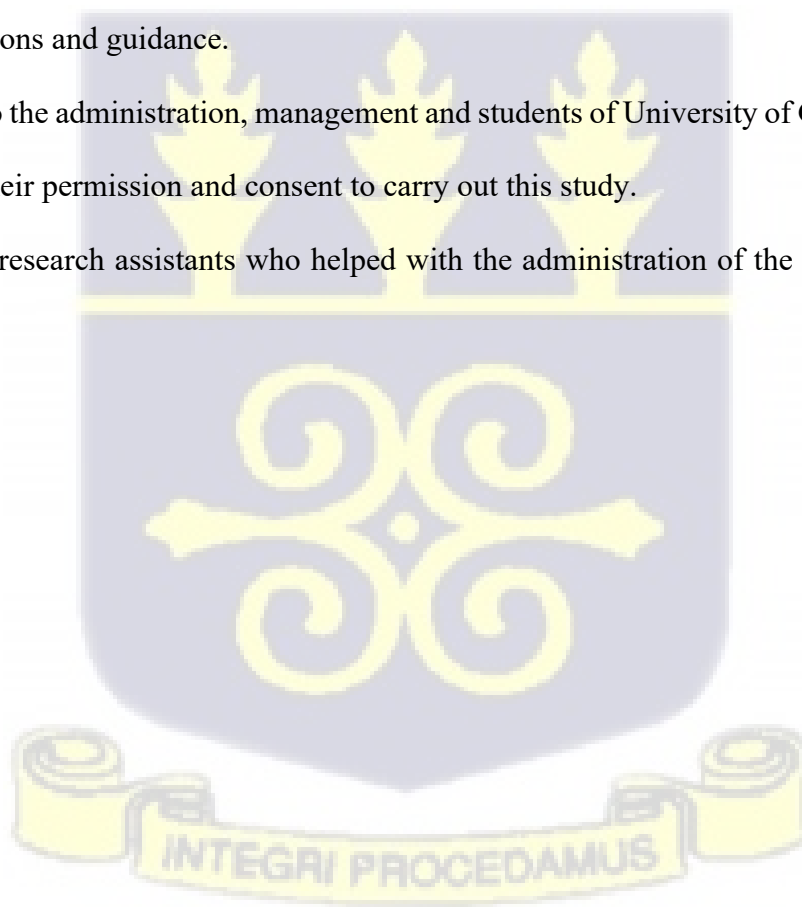 ons and guidance.
the administration, management and students of University of
eir permission and consent to carry out this study.
research assistants who helped with the administration of the
INTEGRI PROCEDAMUS